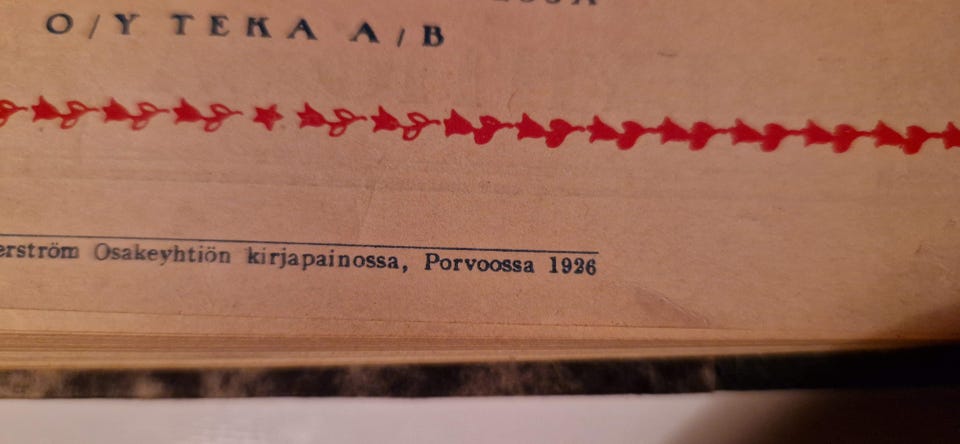 O/Y TEKA A/B
erström Osakeyhtiön kirjapainossa, Porvoossa 1926